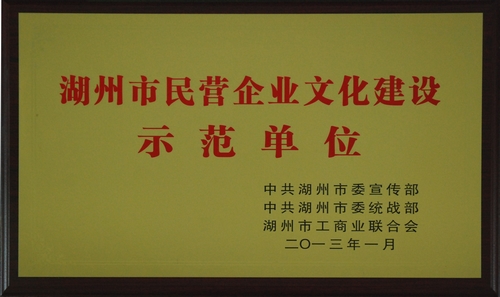 湖州市民营企业文化建设
示范单位
中共湖州市委宣传部
中共湖州市委统战部
湖州市工商业联合会
二〇一三年一月